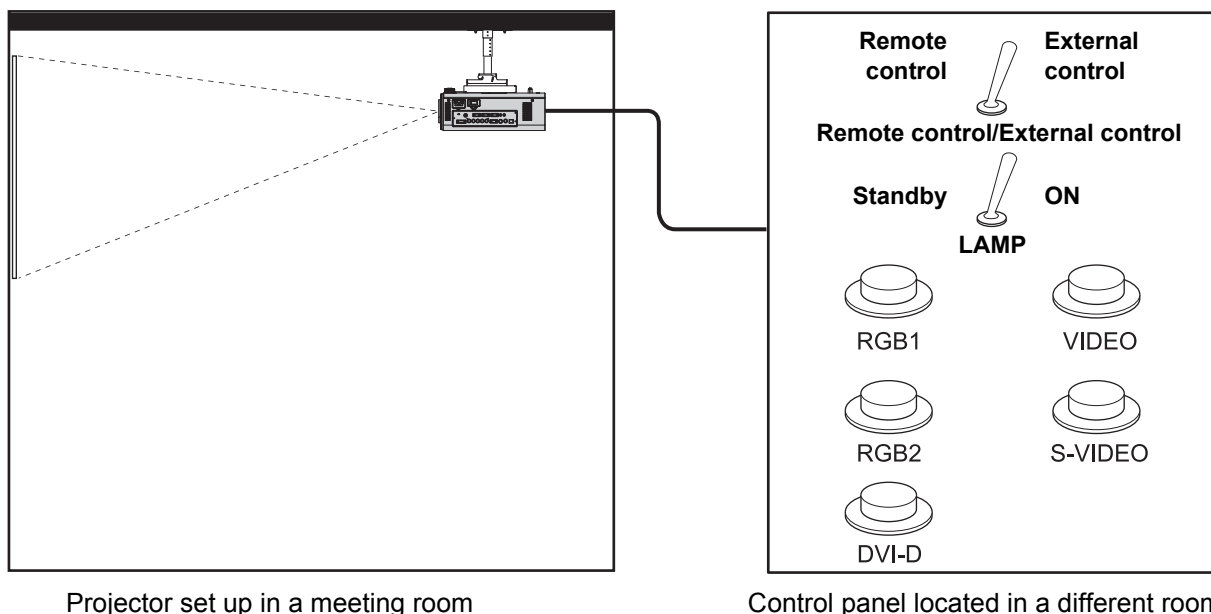 Remote External
control control
Remote control/External control
Standby ON
LAMP
RGB1 VIDEO
RGB2 S-VIDEO
DVI-D
Projector set up in a meeting room
Control panel located in a different room